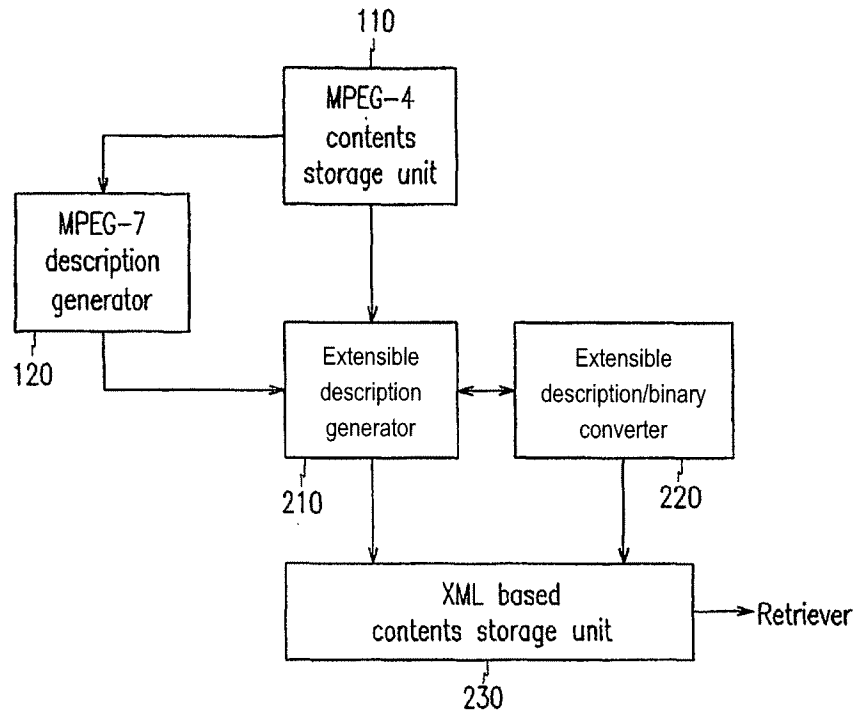 110
MPEG-4
contents
storage unit
MPEG-7
description
generator
120
Extensible
description
generator
210
Extensible
description/binary
converter
220
XML based
contents storage unit
230
Retriever